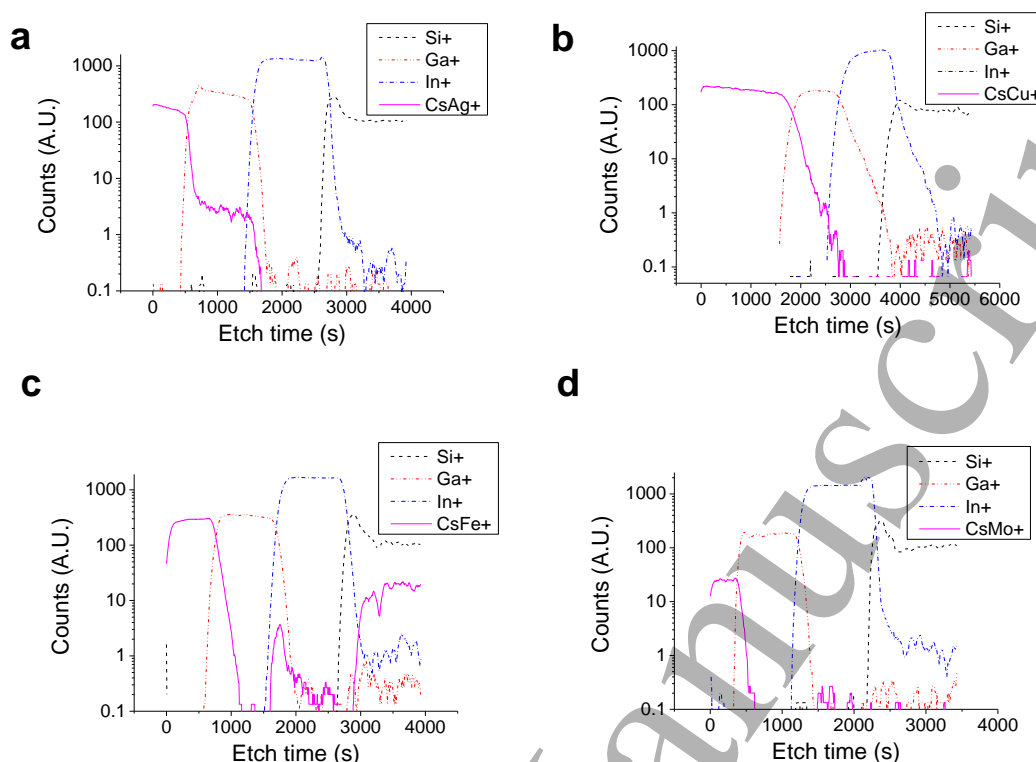 a
Si+
Ga+
In+
CsAg+
1000
100
10
1
0.1
Counts (A.U.)
0 1000 2000 3000 4000
Etch time (s)
b
Si+
Ga+
In+
CsCu+
1000
100
10
1
0.1
Counts (A.U.)
0 1000 2000 3000 4000 5000 6000
Etch time (s)
c
Si+
Ga+
In+
CsFe+
1000
100
10
1
0.1
Counts (A.U.)
0 1000 2000 3000 4000
Etch time (s)
d
Si+
Ga+
In+
CsMo+
1000
100
10
1
0.1
Counts (A.U.)
0 1000 2000 3000 4000
Etch time (s)
anuscri